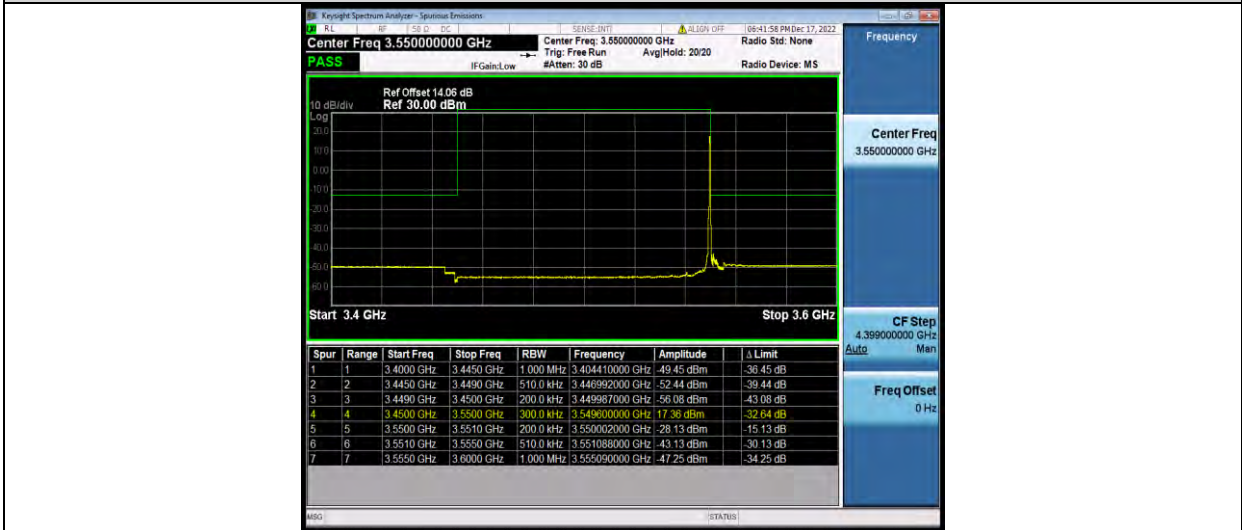 Keysight Spectrum Analyzer - Spurious Emissions
RL RF 50 Ω DC SENSE:INT ALIGN OFF 06:41:58 PM Dec 17, 2022
Center Freq 3.550000000 GHz
Center Freq: 3.550000000 GHz
Radio Std: None
Trig: Free Run Avg|Hold: 20/20
PASS
IFGain:Low
#Atten: 30 dB
Radio Device: MS
Frequency
Ref Offset 14.06 dB
10 dB/div Ref 30.00 dBm
Log
20.0
10.0
0.00
-10.0
-20.0
-30.0
-40.0
-50.0
-60.0
Start 3.4 GHz Stop 3.6 GHz
Center Freq
3.550000000 GHz
CF Step
4.399000000 GHz
Auto Man
Freq Offset
0 Hz
Spur Range Start Freq Stop Freq RBW Frequency Amplitude Δ Limit
1 1 3.4000 GHz 3.4450 GHz 1.000 MHz 3.404410000 GHz -49.45 dBm -36.45 dB
2 2 3.4450 GHz 3.4490 GHz 510.0 kHz 3.446992000 GHz -52.44 dBm -39.44 dB
3 3 3.4490 GHz 3.4500 GHz 200.0 kHz 3.449987000 GHz -56.08 dBm -43.08 dB
4 4 3.4500 GHz 3.5500 GHz 300.0 kHz 3.549600000 GHz 17.36 dBm -32.64 dB
5 5 3.5500 GHz 3.5510 GHz 200.0 kHz 3.550002000 GHz -28.13 dBm -15.13 dB
6 6 3.5510 GHz 3.5550 GHz 510.0 kHz 3.551088000 GHz -43.13 dBm -30.13 dB
7 7 3.5550 GHz 3.6000 GHz 1.000 MHz 3.555090000 GHz -47.25 dBm -34.25 dB
MSG STATUS